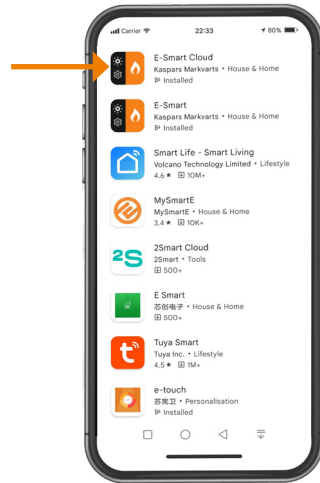 Carrier 22:33 80%
E-Smart Cloud
Kaspars Markvarts • House & Home
Installed
E-Smart
Kaspars Markvarts • House & Home
Installed
Smart Life - Smart Living
Volcano Technology Limited • Lifestyle
4.6★ 10M+
MySmartE
MySmartE • House & Home
3.4★ 10K+
2S
2Smart Cloud
2Smart • Tools
500+
E Smart
芯创电子 • House & Home
500+
Tuya Smart
Tuya Inc. • Lifestyle
4.5★ 1M+
e-touch
苏宪卫 • Personalisation
Installed